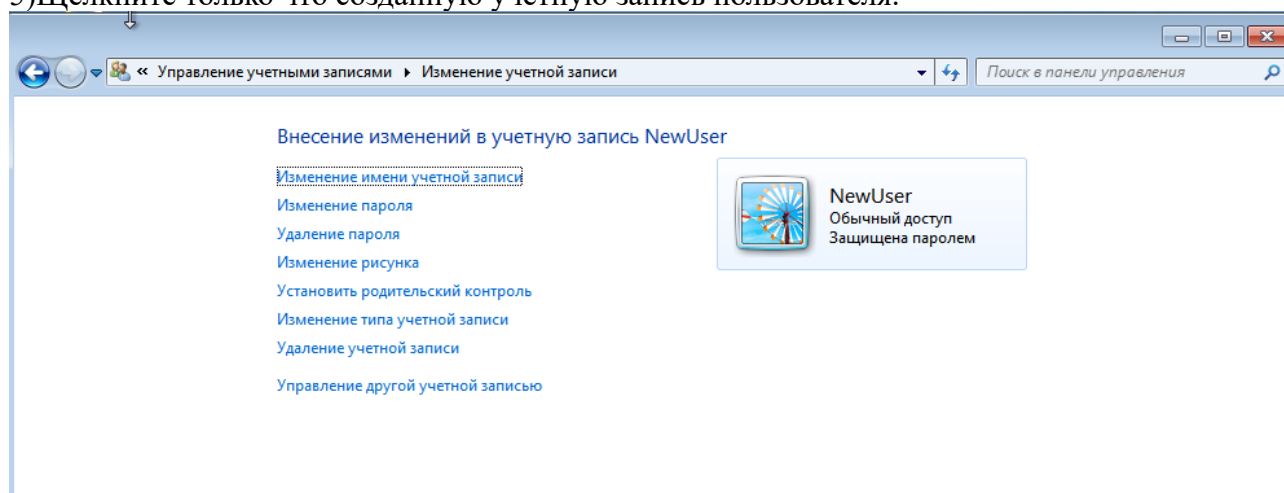 5)Щелкните только что созданную учетную запись пользователя.
« Управление учетными записями ▸ Изменение учетной записи
Поиск в панели управления
Внесение изменений в учетную запись NewUser
Изменение имени учетной записи
Изменение пароля
Удаление пароля
Изменение рисунка
Установить родительский контроль
Изменение типа учетной записи
Удаление учетной записи
Управление другой учетной записью
NewUser
Обычный доступ
Защищена паролем